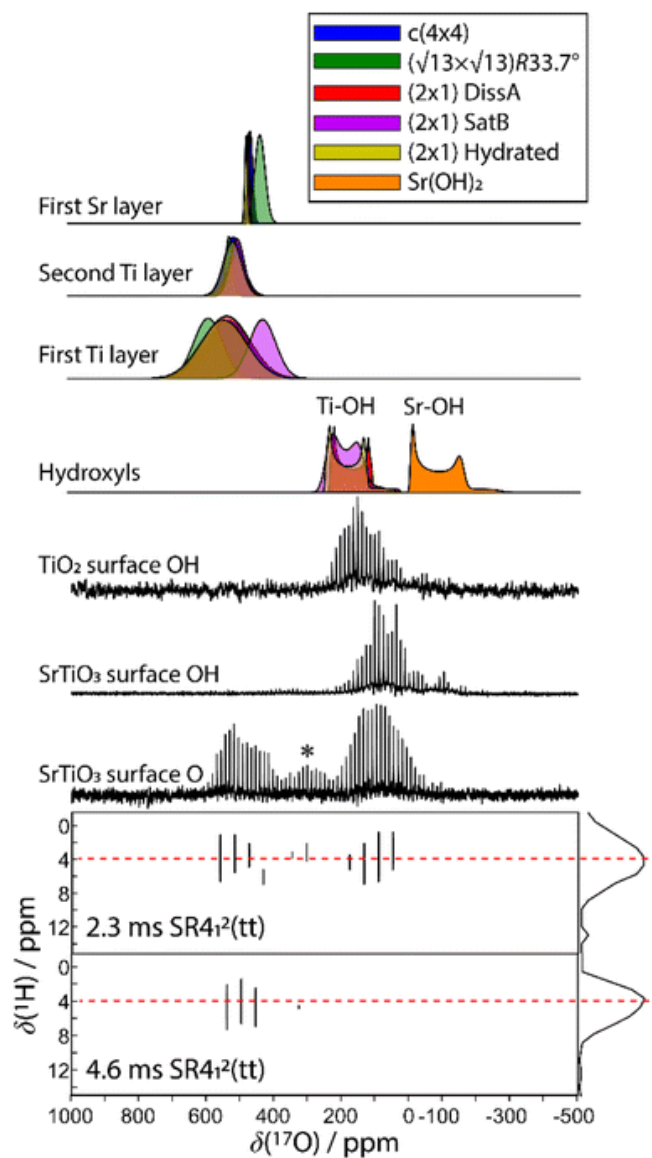 c(4x4)
(√13×√13)R33.7°
(2x1) DissA
(2x1) SatB
(2x1) Hydrated
Sr(OH)₂
First Sr layer
Second Ti layer
First Ti layer
Ti-OH Sr-OH
Hydroxyls
TiO₂ surface OH
SrTiO₃ surface OH
SrTiO₃ surface O
*
0
4
8
12
2.3 ms SR4₁²(tt)
0
4
8
12
4.6 ms SR4₁²(tt)
δ(¹H) / ppm
1000 800 600 400 200 0 -100 -300 -500
δ(¹⁷O) / ppm